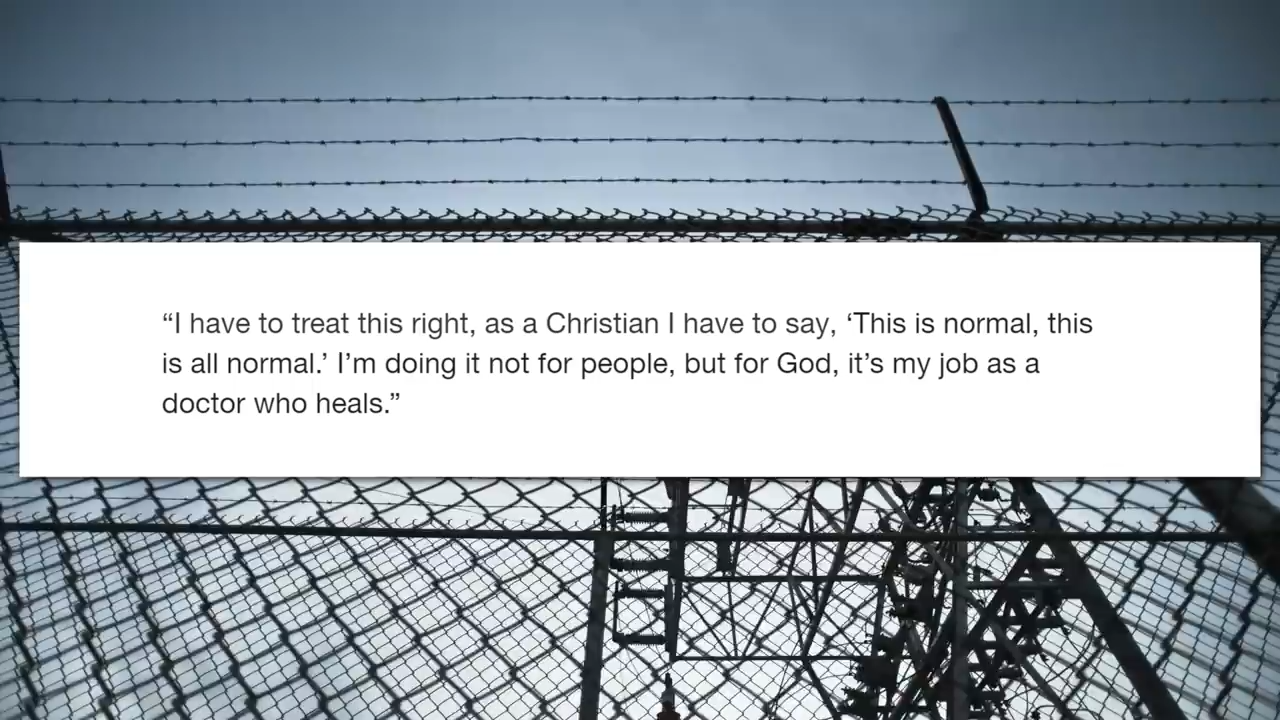 “I have to treat this right, as a Christian I have to say, ‘This is normal, this
is all normal.’ I’m doing it not for people, but for God, it’s my job as a
doctor who heals.”